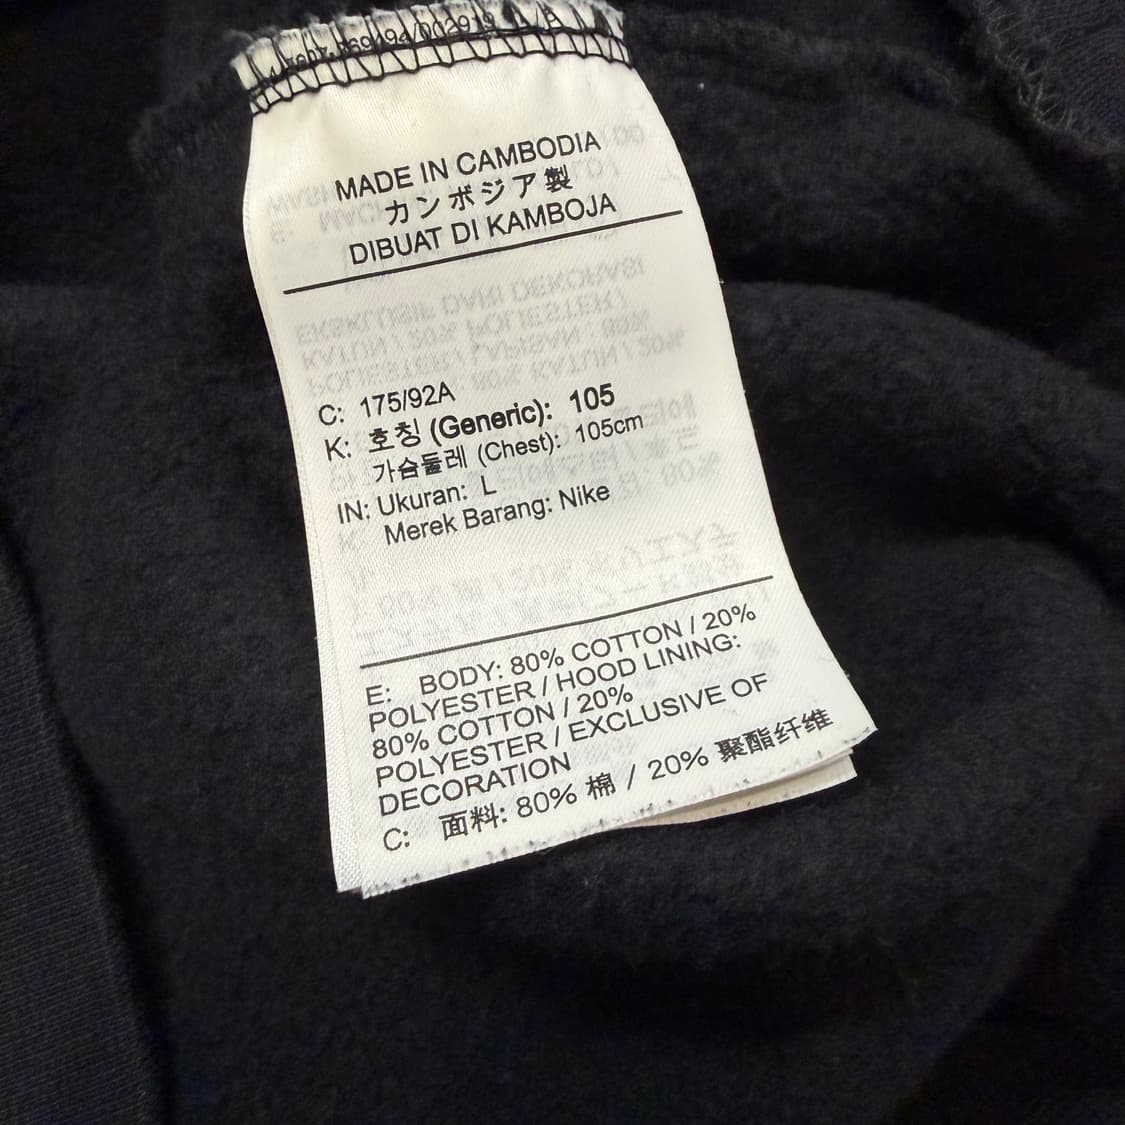 MADE IN CAMBODIA
カンボジア製
DIBUAT DI KAMBOJA
C: 175/92A
K: 호칭 (Generic): 105
가슴둘레 (Chest): 105cm
IN: Ukuran: L
Merek Barang: Nike
E: BODY: 80% COTTON / 20%
POLYESTER / HOOD LINING:
80% COTTON / 20%
POLYESTER / EXCLUSIVE OF
DECORATION
C: 面料: 80% 棉 / 20% 聚酯纤维